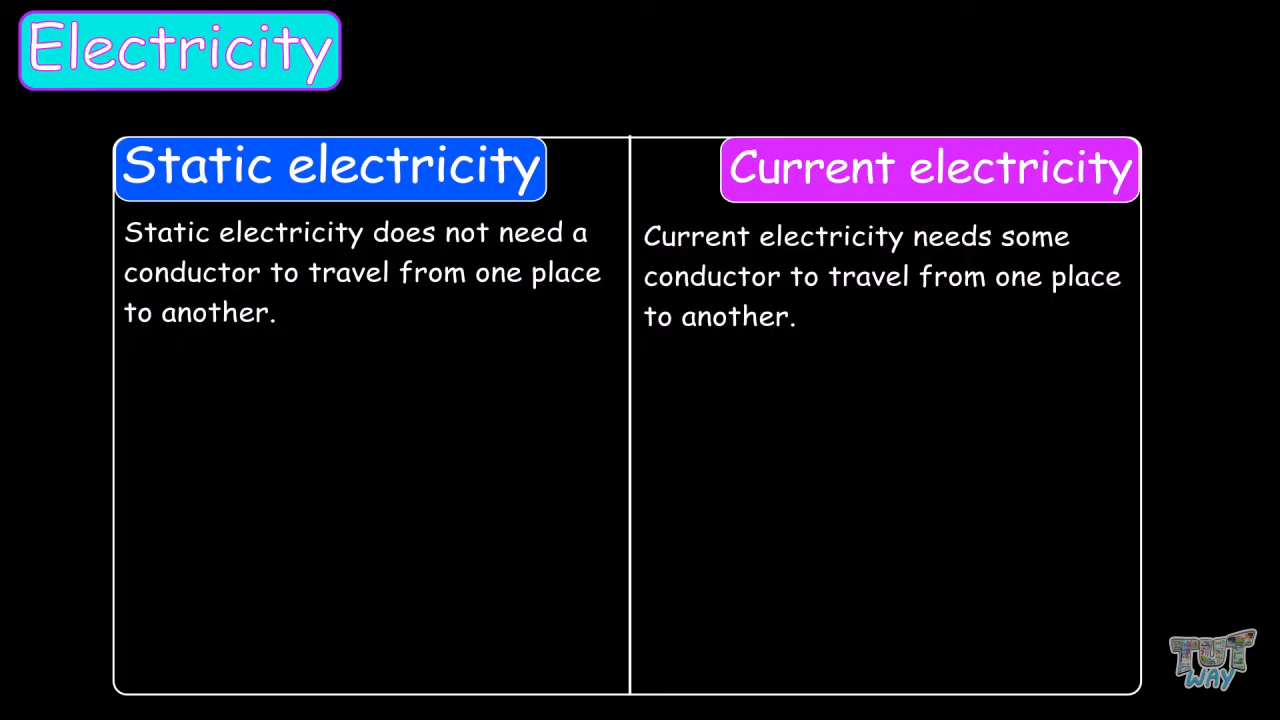 Electricity
Static electricity
Static electricity does not need a
conductor to travel from one place
to another.
Current electricity
Current electricity needs some
conductor to travel from one place
to another.
TUT
WAY